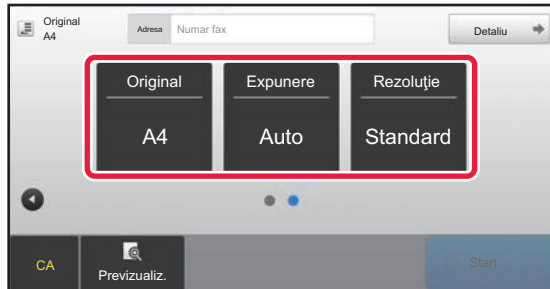 Original
A4
Adresa
Numar fax
Detaliu
Original
Expunere
Rezoluţie
A4
Auto
Standard
CA
Previzualiz.
Start